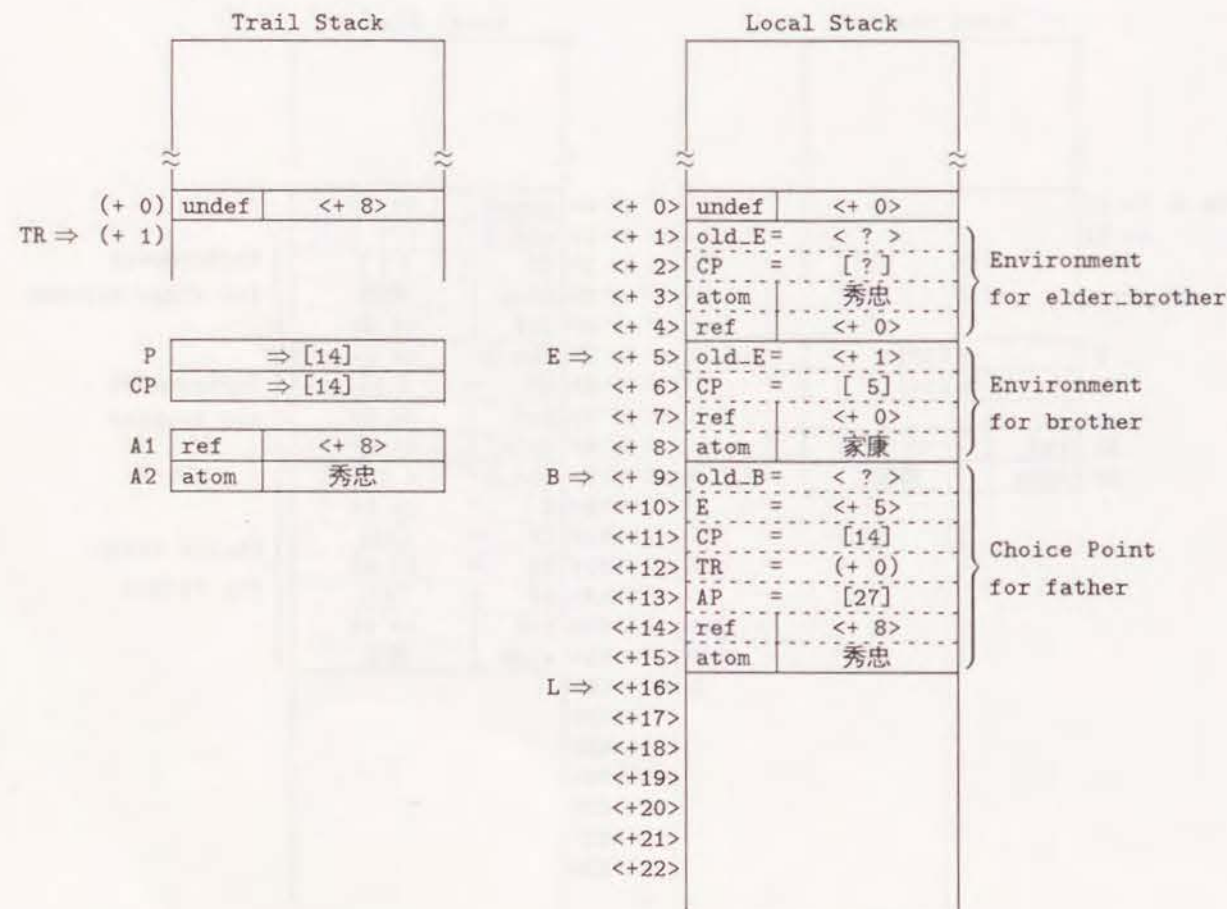 Trail Stack
(+ 0) undef <+ 8>
TR ⇒ (+ 1)
P ⇒ [14]
CP ⇒ [14]
A1 ref <+ 8>
A2 atom 秀忠
Local Stack
<+ 0> undef <+ 0>
<+ 1> old_E= < ? >
<+ 2> CP = [ ? ]
<+ 3> atom 秀忠
<+ 4> ref <+ 0>
Environment
for elder_brother
E ⇒ <+ 5> old_E= <+ 1>
<+ 6> CP = [ 5]
<+ 7> ref <+ 0>
<+ 8> atom 家康
Environment
for brother
B ⇒ <+ 9> old_B= < ? >
<+10> E = <+ 5>
<+11> CP = [14]
<+12> TR = (+ 0)
<+13> AP = [27]
<+14> ref <+ 8>
<+15> atom 秀忠
Choice Point
for father
L ⇒ <+16>
<+17>
<+18>
<+19>
<+20>
<+21>
<+22>